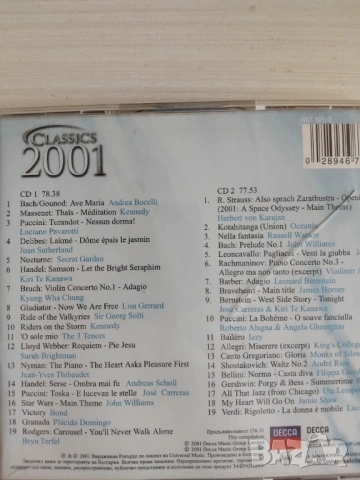 CLASSICS
2001
0 28946 7
CD 1 78.38
1 Bach/Gounod: Ave Maria Andrea Bocelli
2 Massenet: Thaïs - Méditation Kennedy
3 Puccini: Turandot - Nessun dorma!
Luciano Pavarotti
4 Delibes: Lakmé - Dôme épais le jasmin
Joan Sutherland
5 Nocturne: Secret Garden
6 Handel: Samson - Let the Bright Seraphim
Kiri Te Kanawa
7 Bruch: Violin Concerto No.1 - Adagio
Kyung Wha Chung
8 Gladiator - Now We Are Free Lisa Gerrard
9 Ride of the Valkyries Sir Georg Solti
10 Riders on the Storm Kennedy
11 'O sole mio The 3 Tenors
12 Lloyd Webber: Requiem - Pie Jesu
Sarah Brightman
13 Nyman: The Piano - The Heart Asks Pleasure First
Jean-Yves Thibaudet
14 Handel: Serse - Ombra mai fu Andreas Scholl
15 Puccini: Toska - E lucevan le stelle José Carreras
16 Star Wars - Main Theme John Williams
17 Victory Bond
18 Granada Plácido Domingo
19 Rodgers: Carousel - You'll Never Walk Alone
Bryn Terfel
CD 2 77.53
1 R. Strauss: Also sprach Zarathustra - Openi
(2001: A Space Odyssey - Main Theme)
Herbert von Karajan
2 Kotahitanga (Union) Oceania
3 Nella fantasia Russell Watson
4 Bach: Prelude No.1 John Williams
5 Leoncavallo: Pagliacci - Vesti la giubba
6 Rachmaninov: Piano Concerto No.3 -
Allegro ma non tanto (excerpt) Vladimir A
7 Barber: Adagio Leonard Bernstein
8 Braveheart - Main theme James Horner
9 Bernstein - West Side Story - Tonight
José Carreras & Kiri Te Kanawa
10 Puccini: La Bohème - O soave fanciulla
Roberto Alagna & Angela Gheorghiu
11 Baïlèro Izzy
12 Allegri: Miserere (excerpt) King's College
13 Canto Gregoriano: Gloria Monks of Silos
14 Shostakovich: Waltz No.2 André Rieu
15 Bellini: Norma - Casta diva Filippa Gior
16 Gershwin: Porgy & Bess - Summertime
17
18 My Heart Will Go On Jamie Shaw
19 Verdi: Rigoletto - La donna è mobile
DECCA
DECCA